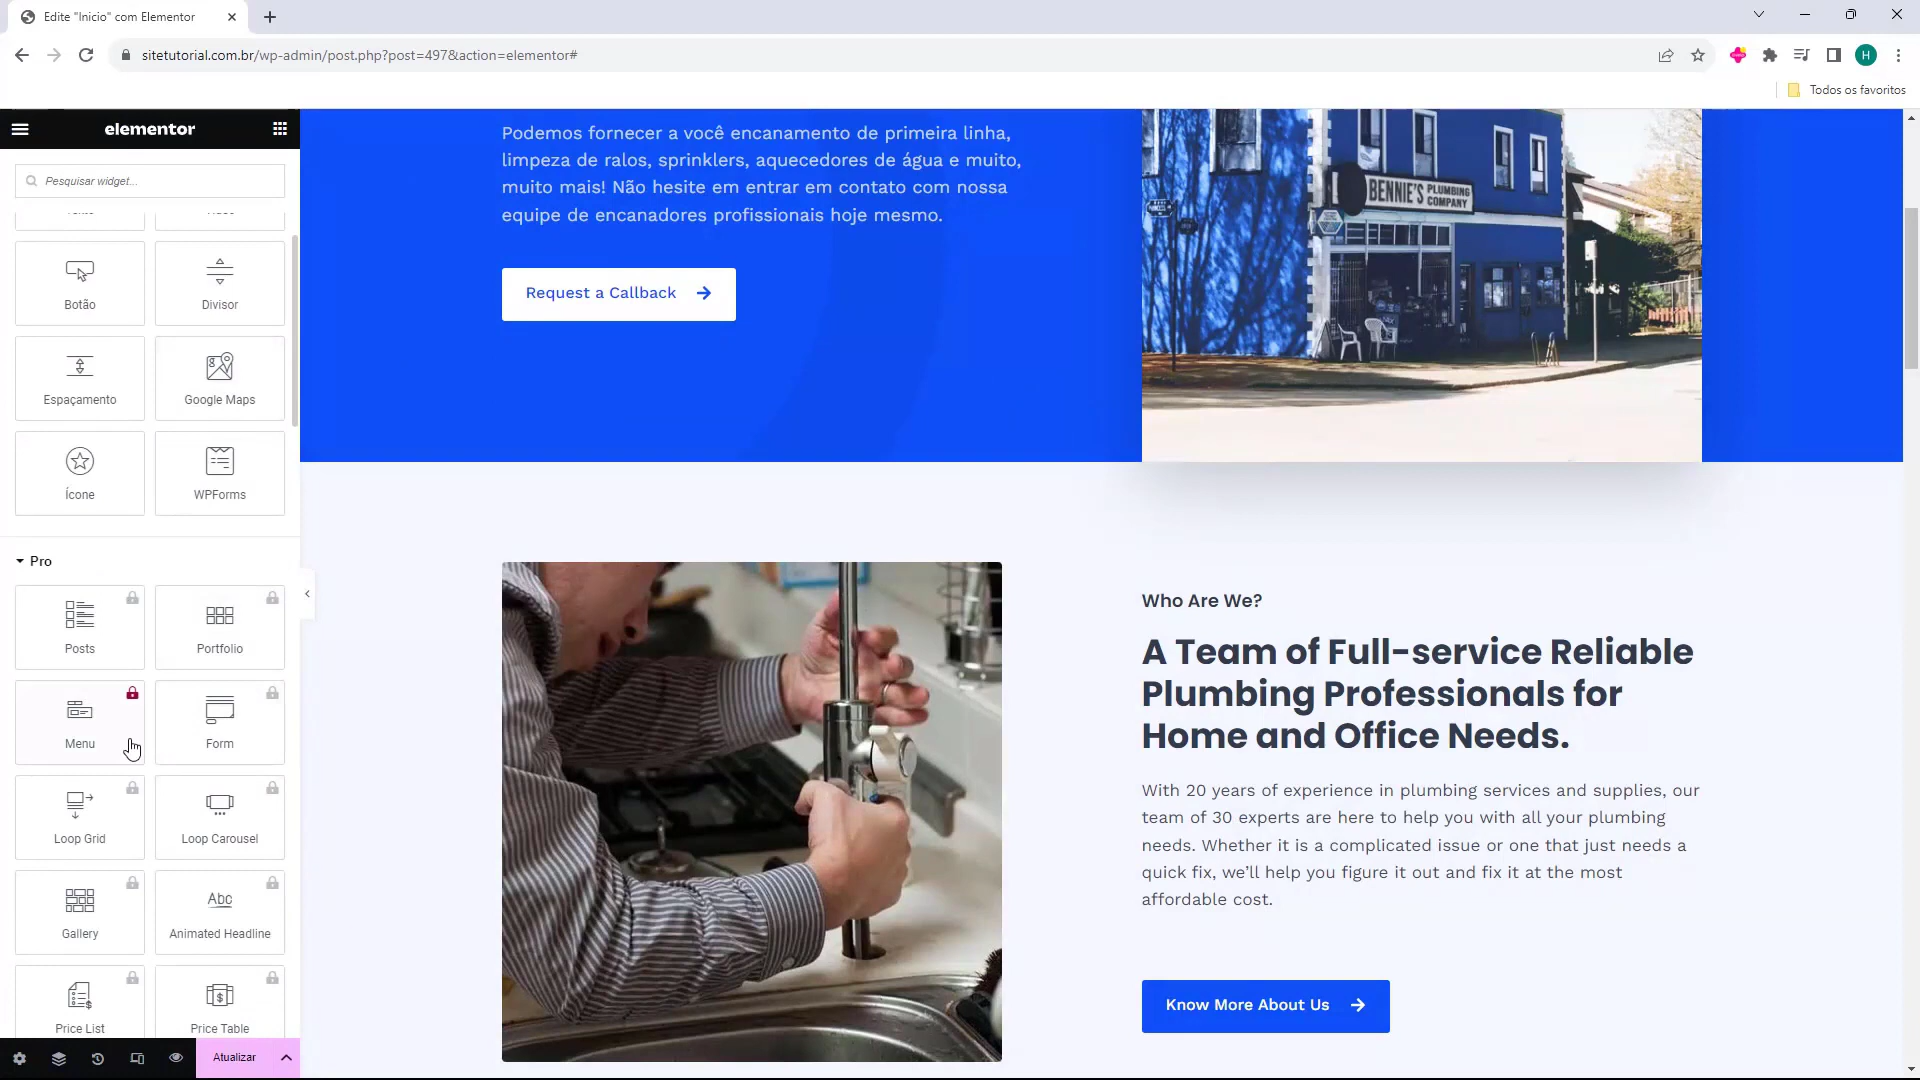 Edite "Inicio" com Elementor
sitetutorial.com.br/wp-admin/post.php?post=497&action=elementor#
H
Todos os favoritos
elementor
Pesquisar widget...
Botão
Divisor
Espaçamento
Google Maps
Ícone
WPForms
Pro
Posts
Portfolio
Menu
Form
Loop Grid
Loop Carousel
Gallery
Abc
Animated Headline
Price List
Price Table
Atualizar
Podemos fornecer a você encanamento de primeira linha,
limpeza de ralos, sprinklers, aquecedores de água e muito,
muito mais! Não hesite em entrar em contato com nossa
equipe de encanadores profissionais hoje mesmo.
Request a Callback
BENNIE'S PLUMBING
COMPANY
Who Are We?
A Team of Full-service Reliable
Plumbing Professionals for
Home and Office Needs.
With 20 years of experience in plumbing services and supplies, our
team of 30 experts are here to help you with all your plumbing
needs. Whether it is a complicated issue or one that just needs a
quick fix, we'll help you figure it out and fix it at the most
affordable cost.
Know More About Us